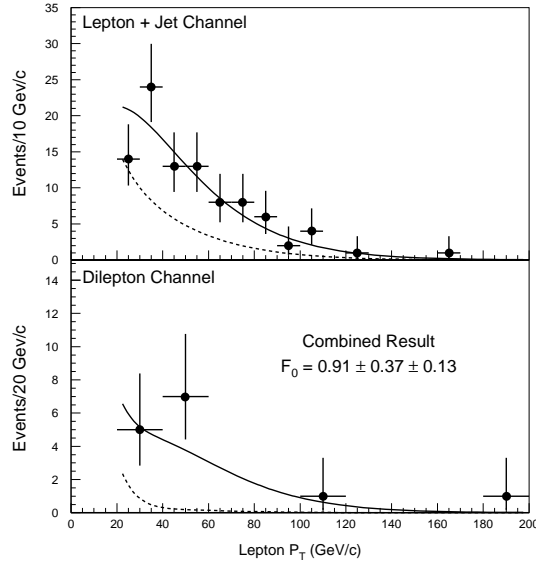 Lepton + Jet Channel
Events/10 Gev/c
35
30
25
20
15
10
5
0
Dilepton Channel
Combined Result
F₀ = 0.91 ± 0.37 ± 0.13
Events/20 Gev/c
14
12
10
8
6
4
2
0
0 20 40 60 80 100 120 140 160 180 200
Lepton P_T (GeV/c)